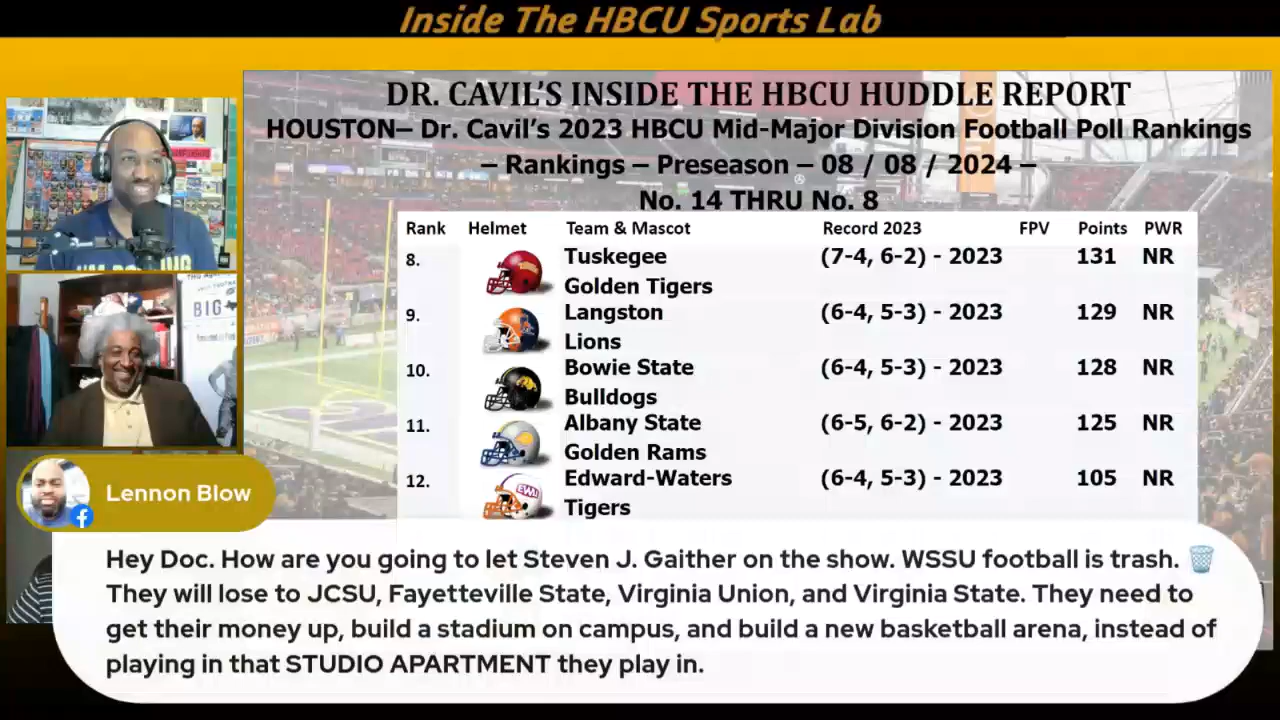 Inside The HBCU Sports Lab
DR. CAVIL'S INSIDE THE HBCU HUDDLE REPORT
HOUSTON– Dr. Cavil's 2023 HBCU Mid-Major Division Football Poll Rankings
– Rankings – Preseason – 08 / 08 / 2024 –
No. 14 THRU No. 8
Rank Helmet Team & Mascot Record 2023 FPV Points PWR
8. Tuskegee (7-4, 6-2) - 2023 131 NR
Golden Tigers
9. Langston (6-4, 5-3) - 2023 129 NR
Lions
10. Bowie State (6-4, 5-3) - 2023 128 NR
Bulldogs
11. Albany State (6-5, 6-2) - 2023 125 NR
Golden Rams
12. Edward-Waters (6-4, 5-3) - 2023 105 NR
EWU
Tigers
BIG
Lennon Blow
Hey Doc. How are you going to let Steven J. Gaither on the show. WSSU football is trash. 🗑️
They will lose to JCSU, Fayetteville State, Virginia Union, and Virginia State. They need to
get their money up, build a stadium on campus, and build a new basketball arena, instead of
playing in that STUDIO APARTMENT they play in.